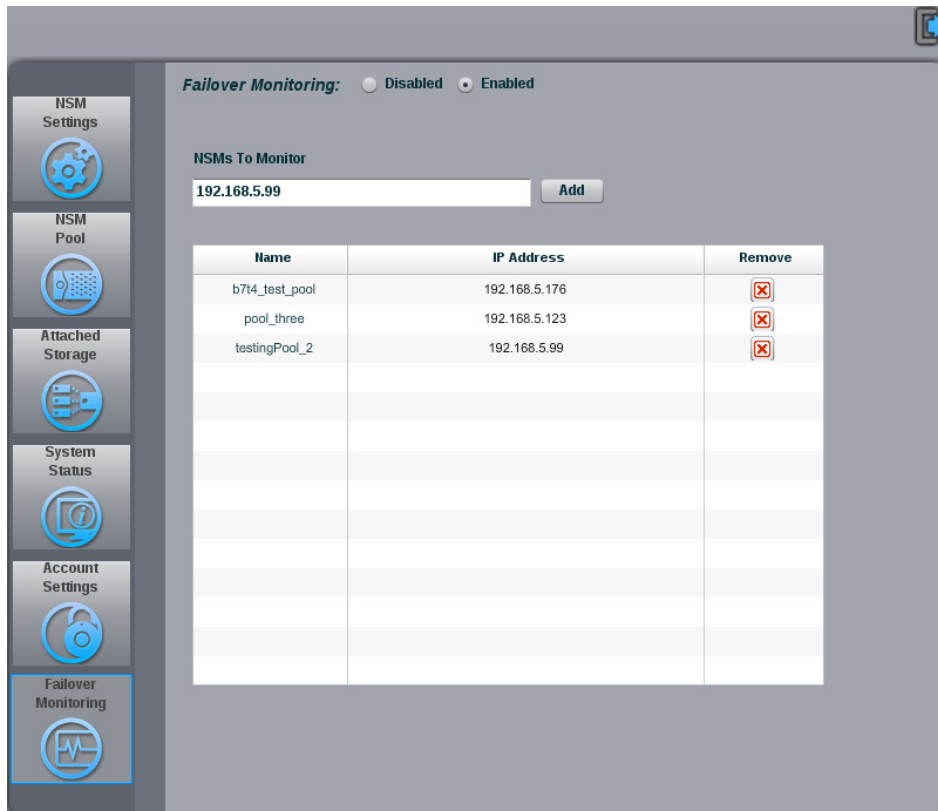 Failover Monitoring: Disabled Enabled
NSM
Settings
NSM
Pool
Attached
Storage
System
Status
Account
Settings
Failover
Monitoring
NSMs To Monitor
192.168.5.99 Add
Name IP Address Remove
b7t4_test_pool 192.168.5.176
pool_three 192.168.5.123
testingPool_2 192.168.5.99